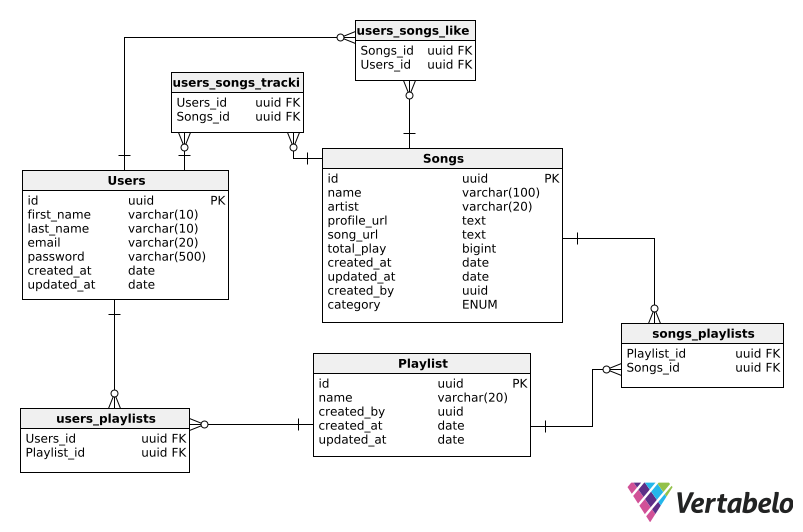 users_songs_like
Songs_id uuid FK
Users_id uuid FK
users_songs_tracki
Users_id uuid FK
Songs_id uuid FK
Songs
id uuid PK
name varchar(100)
artist varchar(20)
profile_url text
song_url text
total_play bigint
created_at date
updated_at date
created_by uuid
category ENUM
Users
id uuid PK
first_name varchar(10)
last_name varchar(10)
email varchar(20)
password varchar(500)
created_at date
updated_at date
songs_playlists
Playlist_id uuid FK
Songs_id uuid FK
Playlist
id uuid PK
name varchar(20)
created_by uuid
created_at date
updated_at date
users_playlists
Users_id uuid FK
Playlist_id uuid FK
Vertabelo